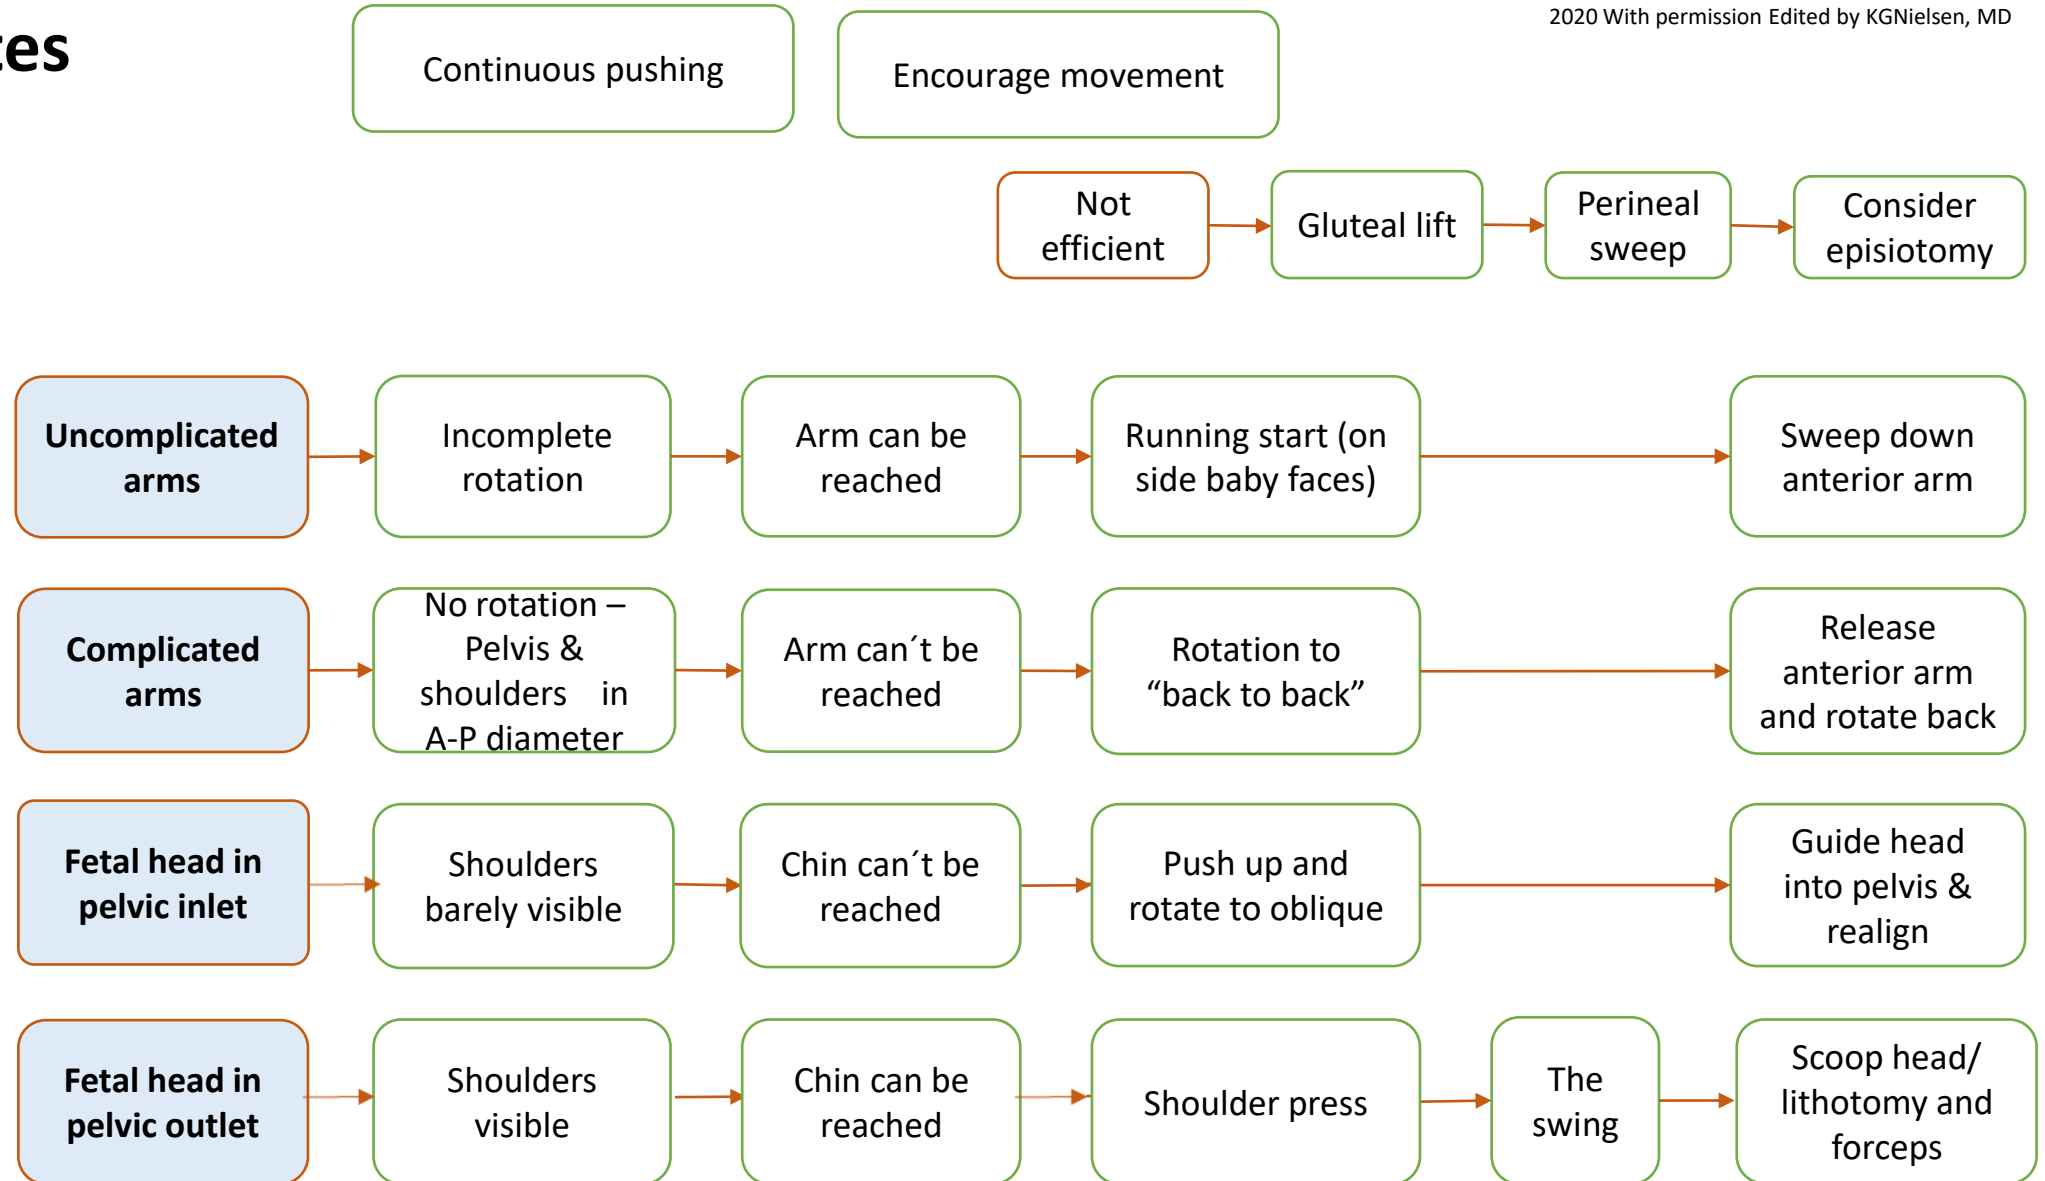 2020 With permission Edited by KGNielsen, MD
Continuous pushing
Encourage movement
Not
efficient
Gluteal lift
Perineal
sweep
Consider
episiotomy
Uncomplicated
arms
Incomplete
rotation
Arm can be
reached
Running start (on
side baby faces)
Sweep down
anterior arm
Complicated
arms
No rotation –
Pelvis &
shoulders in
A-P diameter
Arm can´t be
reached
Rotation to
“back to back”
Release
anterior arm
and rotate back
Fetal head in
pelvic inlet
Shoulders
barely visible
Chin can´t be
reached
Push up and
rotate to oblique
Guide head
into pelvis &
realign
Fetal head in
pelvic outlet
Shoulders
visible
Chin can be
reached
Shoulder press
The
swing
Scoop head/
lithotomy and
forceps